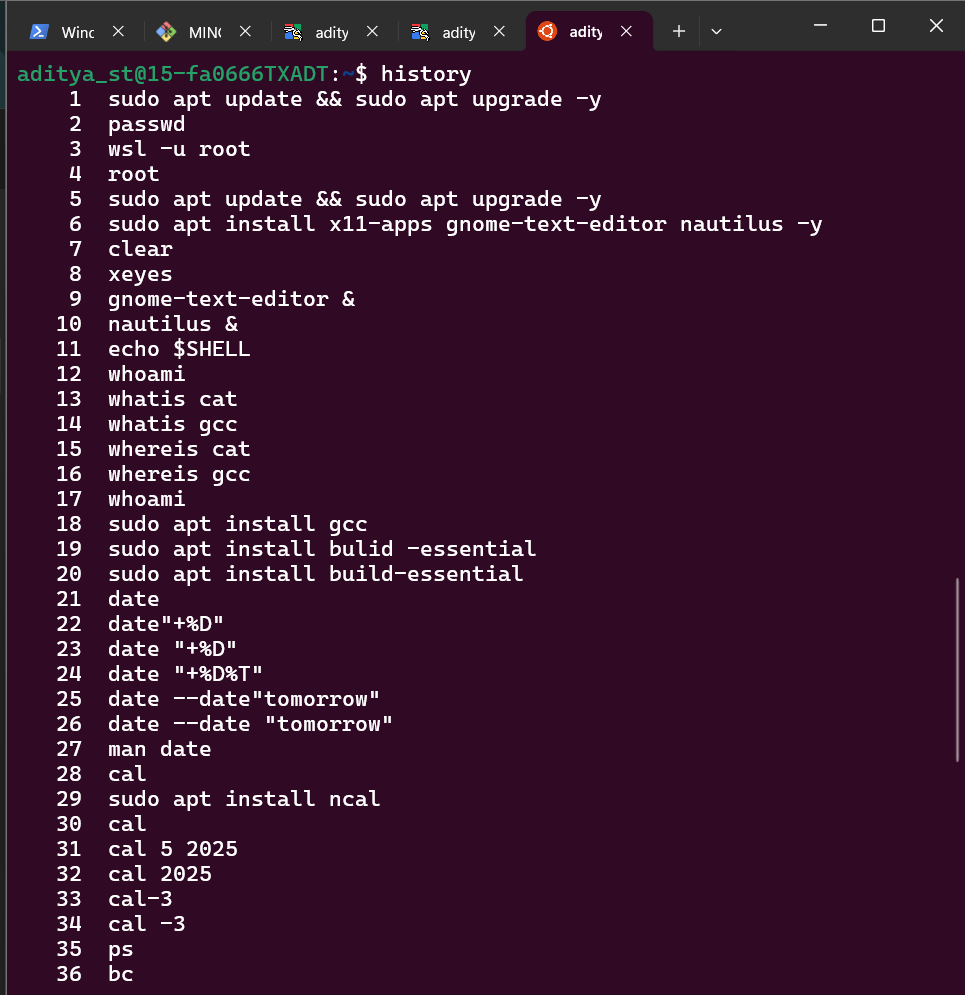 Winc MING adity adity adity
aditya_st@15-fa0666TXADT:~$ history
1 sudo apt update && sudo apt upgrade -y
2 passwd
3 wsl -u root
4 root
5 sudo apt update && sudo apt upgrade -y
6 sudo apt install x11-apps gnome-text-editor nautilus -y
7 clear
8 xeyes
9 gnome-text-editor &
10 nautilus &
11 echo $SHELL
12 whoami
13 whatis cat
14 whatis gcc
15 whereis cat
16 whereis gcc
17 whoami
18 sudo apt install gcc
19 sudo apt install bulid -essential
20 sudo apt install build-essential
21 date
22 date"+%D"
23 date "+%D"
24 date "+%D%T"
25 date --date"tomorrow"
26 date --date "tomorrow"
27 man date
28 cal
29 sudo apt install ncal
30 cal
31 cal 5 2025
32 cal 2025
33 cal-3
34 cal -3
35 ps
36 bc